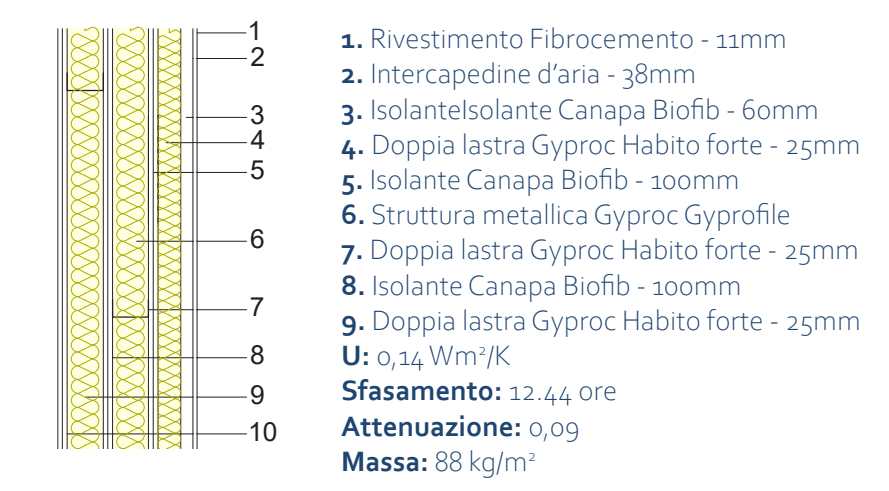 1
2
3
4
5
6
7
8
9
10
1. Rivestimento Fibrocemento - 11mm
2. Intercapedine d'aria - 38mm
3. IsolanteIsolante Canapa Biofib - 60mm
4. Doppia lastra Gyproc Habito forte - 25mm
5. Isolante Canapa Biofib - 100mm
6. Struttura metallica Gyproc Gyprofile
7. Doppia lastra Gyproc Habito forte - 25mm
8. Isolante Canapa Biofib - 100mm
9. Doppia lastra Gyproc Habito forte - 25mm
U: 0,14 Wm²/K
Sfasamento: 12.44 ore
Attenuazione: 0,09
Massa: 88 kg/m²